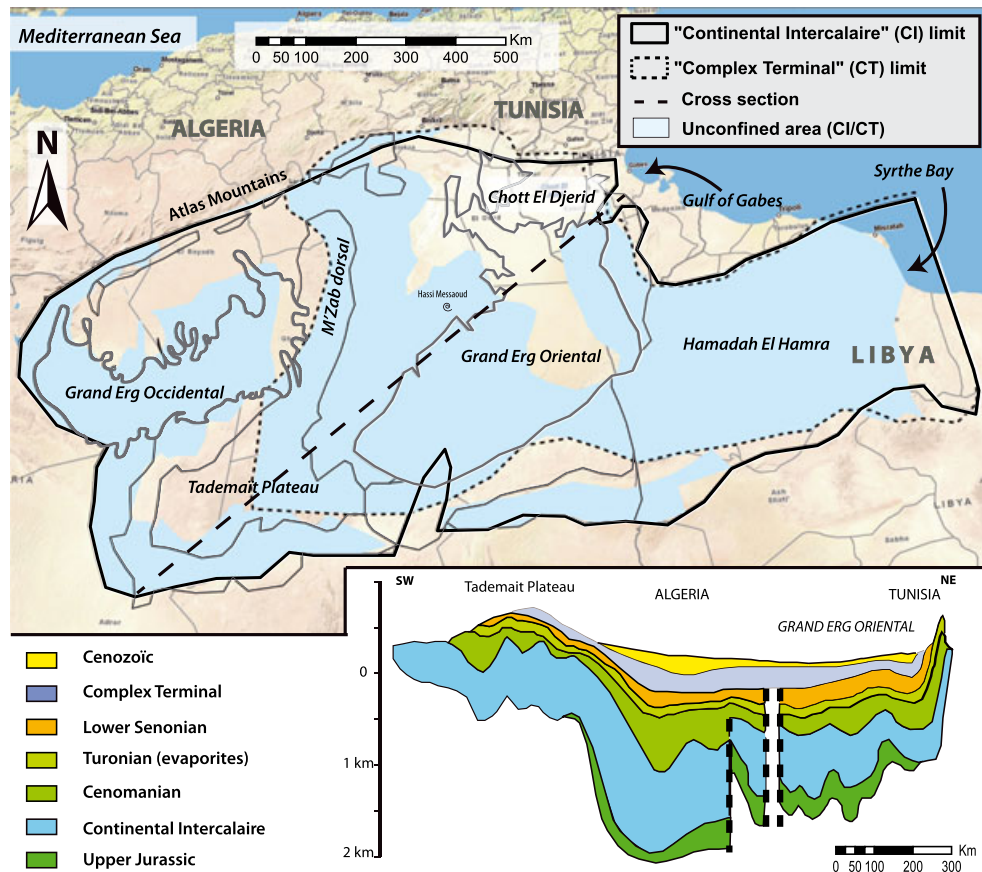 Mediterranean Sea
Km
0 50 100 200 300 400 500
"Continental Intercalaire" (CI) limit
"Complex Terminal" (CT) limit
Cross section
Unconfined area (CI/CT)
ALGERIA
TUNISIA
N
Atlas Mountains
Chott El Djerid
Gulf of Gabes
Syrthe Bay
M'Zab dorsal
Hassi Messaoud
Grand Erg Oriental
Hamadah El Hamra
LIBYA
Grand Erg Occidental
Tademait Plateau
LIBYA
SW
Tademait Plateau
ALGERIA
TUNISIA
NE
GRAND ERG ORIENTAL
0
1 km
2 km
Km
0 50 100 200 300
Cenozoïc
Complex Terminal
Lower Senonian
Turonian (evaporites)
Cenomanian
Continental Intercalaire
Upper Jurassic